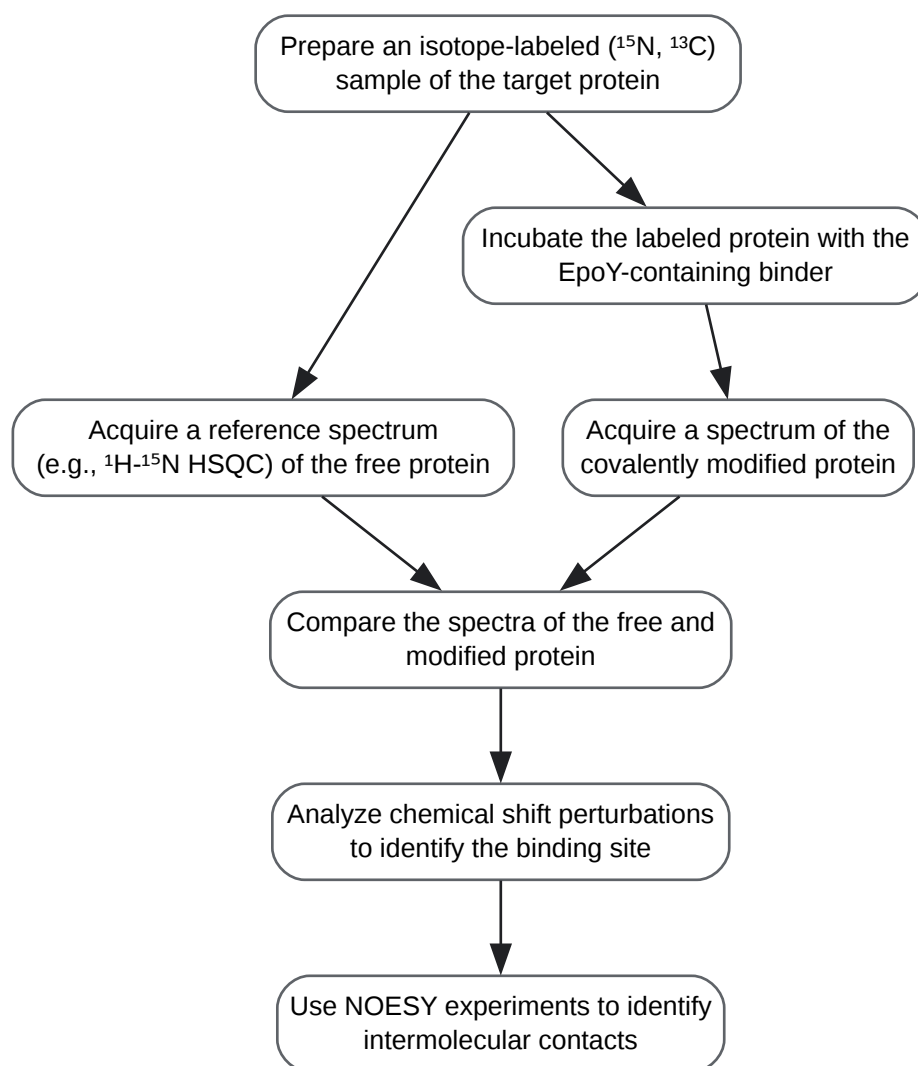 Prepare an isotope-labeled (¹⁵N, ¹³C)
sample of the target protein
Incubate the labeled protein with the
EpoY-containing binder
Acquire a reference spectrum
(e.g., ¹H-¹⁵N HSQC) of the free protein
Acquire a spectrum of the
covalently modified protein
Compare the spectra of the free and
modified protein
Analyze chemical shift perturbations
to identify the binding site
Use NOESY experiments to identify
intermolecular contacts